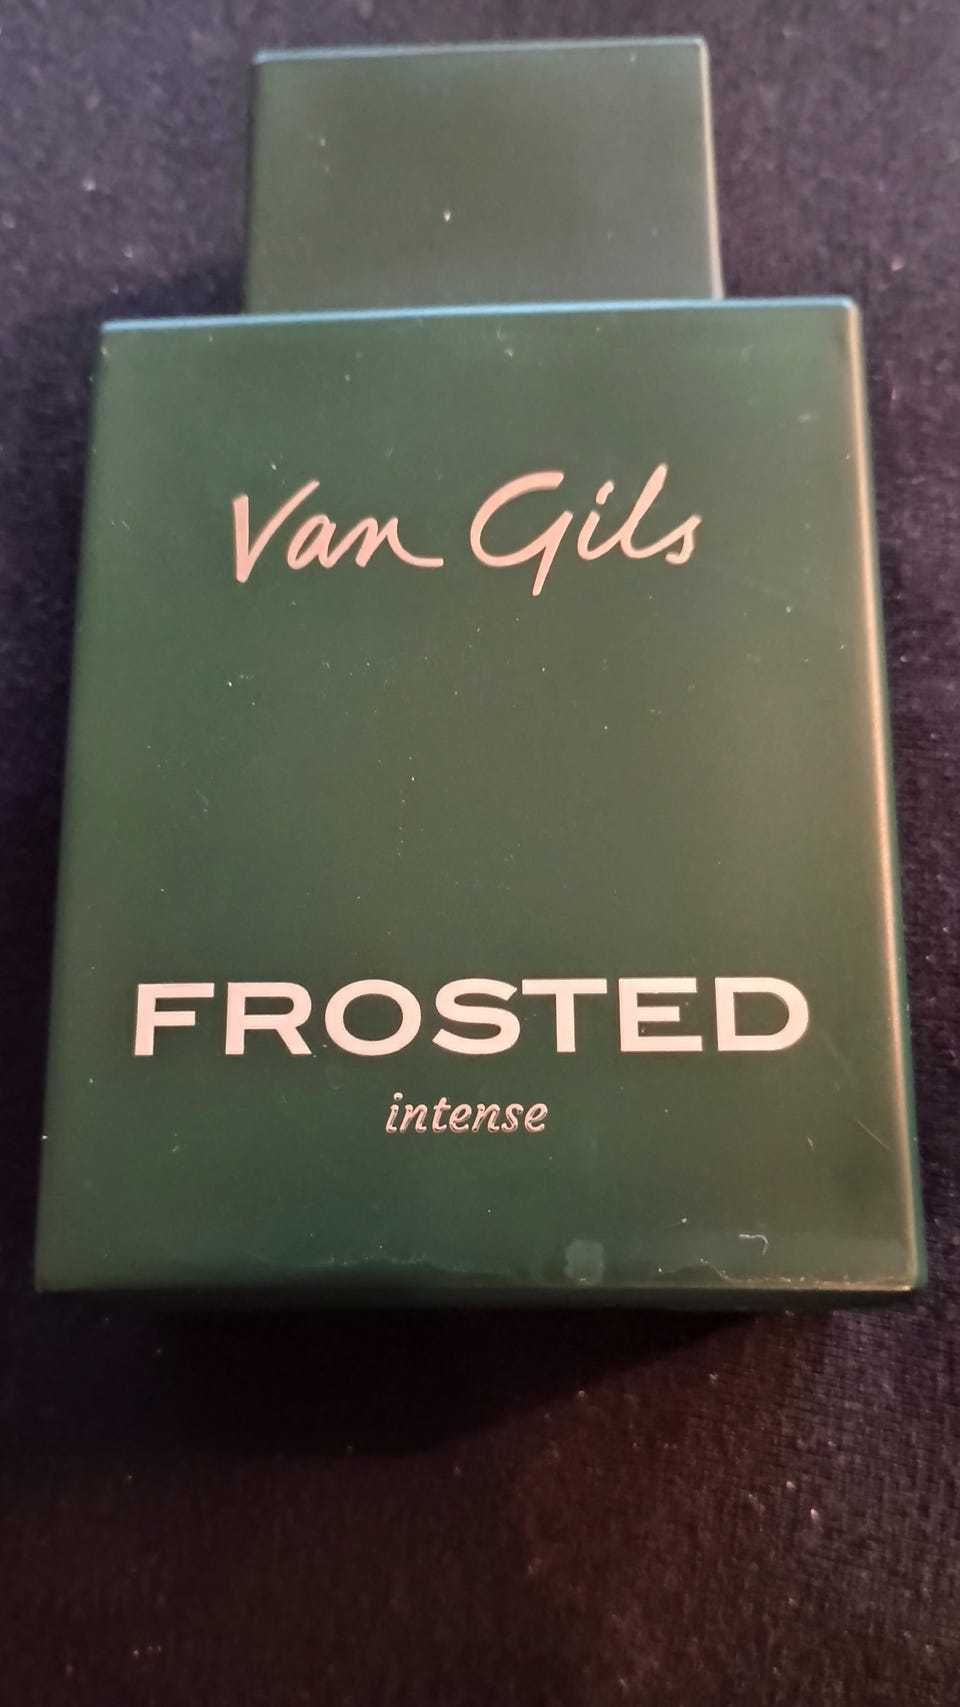 Van Gils
FROSTED
intense